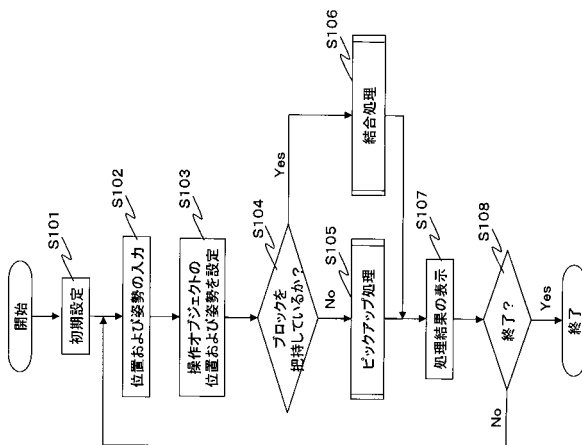 開始
S101
初期設定
S102
位置および姿勢の入力
S103
操作オブジェクトの
位置および姿勢を設定
S104
ブロックを
把持しているか?
Yes
No
S105
ピックアップ処理
S106
結合処理
S107
処理結果の表示
S108
終了?
No
Yes
終了